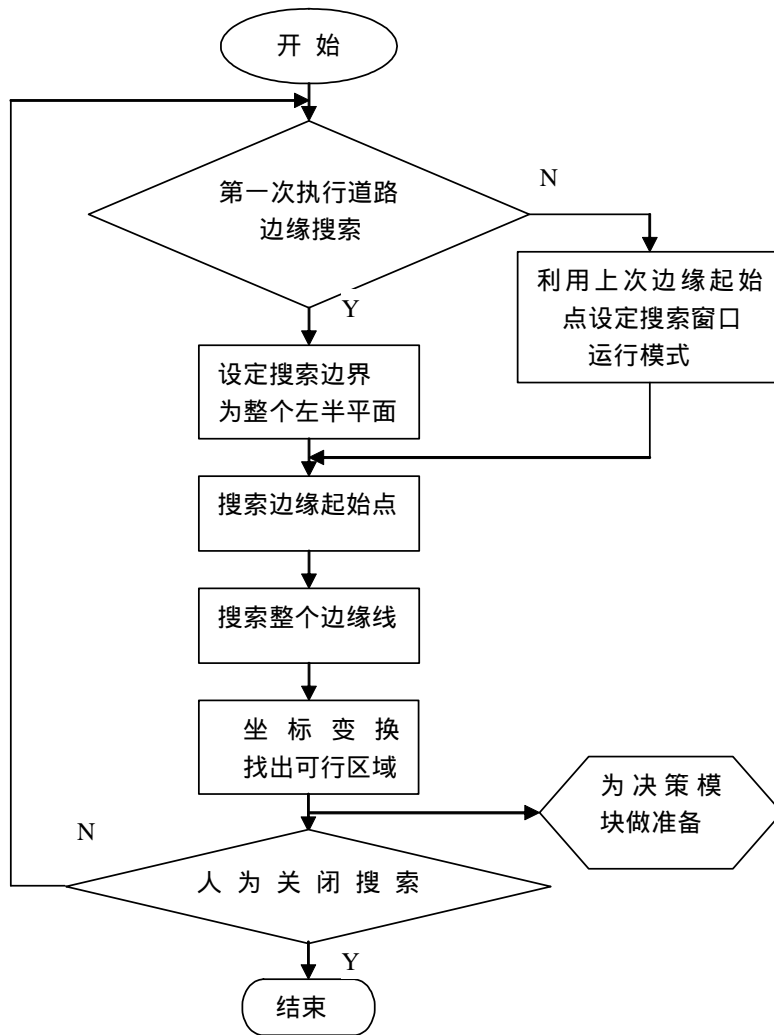 开 始
第一次执行道路
边缘搜索
N
利用上次边缘起始
点设定搜索窗口
运行模式
Y
设定搜索边界
为整个左半平面
搜索边缘起始点
搜索整个边缘线
坐 标 变 换
找出可行区域
为 决 策 模
块做准备
N
人 为 关 闭 搜 索
Y
结束